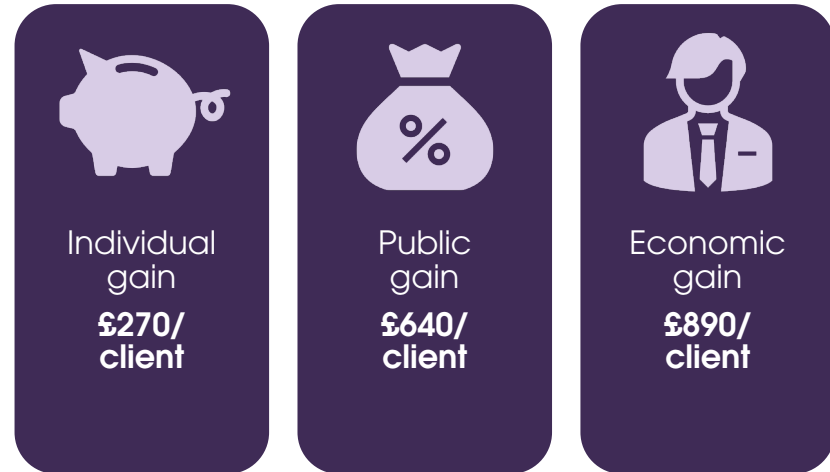 Individual
gain
£270/
client
%
Public
gain
£640/
client
Economic
gain
£890/
client